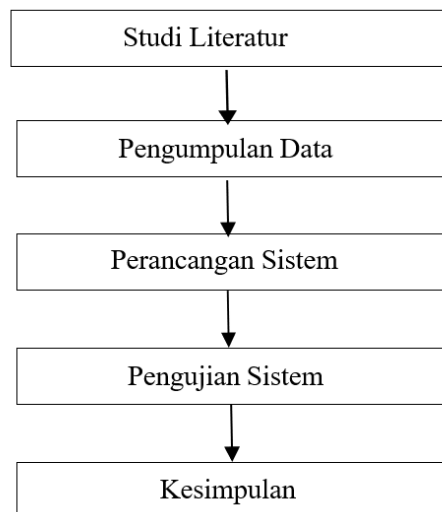 Studi Literatur
Pengumpulan Data
Perancangan Sistem
Pengujian Sistem
Kesimpulan